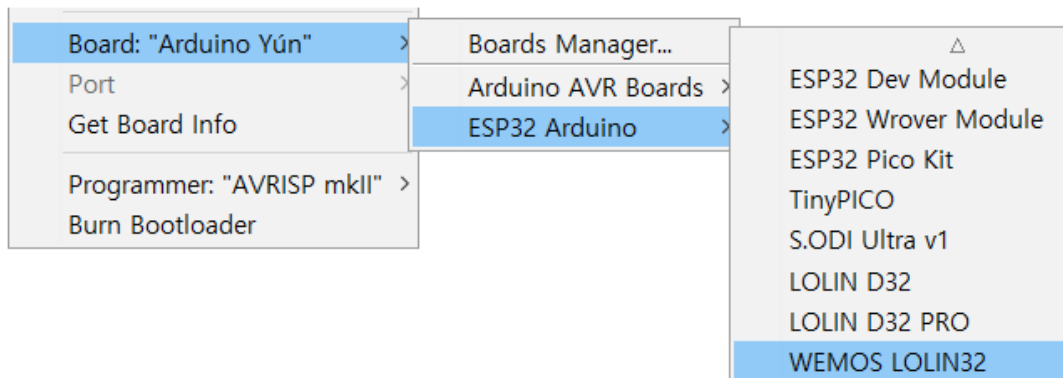 Board: "Arduino Yún" >
Port >
Get Board Info
Programmer: "AVRISP mkII" >
Burn Bootloader
Boards Manager...
Arduino AVR Boards >
ESP32 Arduino >
ESP32 Dev Module
ESP32 Wrover Module
ESP32 Pico Kit
TinyPICO
S.ODI Ultra v1
LOLIN D32
LOLIN D32 PRO
WEMOS LOLIN32